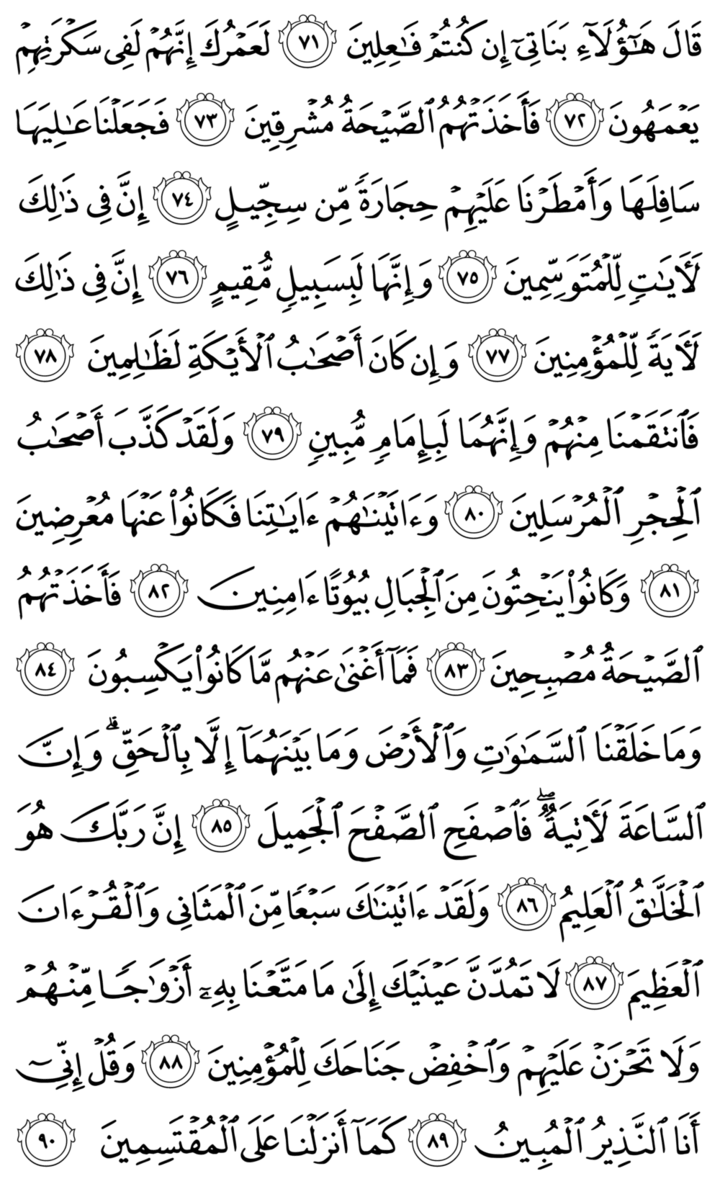 قَالَ هَٰٓؤُلَآءِ بَنَاتِىٓ إِن كُنتُمْ فَٰعِلِينَ ٧١ لَعَمْرُكَ إِنَّهُمْ لَفِى سَكْرَتِهِمْ
يَعْمَهُونَ ٧٢ فَأَخَذَتْهُمُ ٱلصَّيْحَةُ مُشْرِقِينَ ٧٣ فَجَعَلْنَا عَٰلِيَهَا
سَافِلَهَا وَأَمْطَرْنَا عَلَيْهِمْ حِجَارَةً مِّن سِجِّيلٍ ٧٤ إِنَّ فِى ذَٰلِكَ
لَءَايَٰتٍ لِّلْمُتَوَسِّمِينَ ٧٥ وَإِنَّهَا لَبِسَبِيلٍ مُّقِيمٍ ٧٦ إِنَّ فِى ذَٰلِكَ
لَءَايَةً لِّلْمُؤْمِنِينَ ٧٧ وَإِن كَانَ أَصْحَٰبُ ٱلْأَيْكَةِ لَظَٰلِمِينَ ٧٨
فَٱنتَقَمْنَا مِنْهُمْ وَإِنَّهُمَا لَبِإِمَامٍ مُّبِينٍ ٧٩ وَلَقَدْ كَذَّبَ أَصْحَٰبُ
ٱلْحِجْرِ ٱلْمُرْسَلِينَ ٨٠ وَءَاتَيْنَٰهُمْ ءَايَٰتِنَا فَكَانُوا۟ عَنْهَا مُعْرِضِينَ
٨١ وَكَانُوا۟ يَنْحِتُونَ مِنَ ٱلْجِبَالِ بُيُوتًا ءَامِنِينَ ٨٢ فَأَخَذَتْهُمُ
ٱلصَّيْحَةُ مُصْبِحِينَ ٨٣ فَمَآ أَغْنَىٰ عَنْهُم مَّا كَانُوا۟ يَكْسِبُونَ ٨٤
وَمَا خَلَقْنَا ٱلسَّمَٰوَٰتِ وَٱلْأَرْضَ وَمَا بَيْنَهُمَآ إِلَّا بِٱلْحَقِّ ۗ وَإِنَّ
ٱلسَّاعَةَ لَءَاتِيَةٌ ۖ فَٱصْفَحِ ٱلصَّفْحَ ٱلْجَمِيلَ ٨٥ إِنَّ رَبَّكَ هُوَ
ٱلْخَلَّٰقُ ٱلْعَلِيمُ ٨٦ وَلَقَدْ ءَاتَيْنَٰكَ سَبْعًا مِّنَ ٱلْمَثَانِى وَٱلْقُرْءَانَ
ٱلْعَظِيمَ ٨٧ لَا تَمُدَّنَّ عَيْنَيْكَ إِلَىٰ مَا مَتَّعْنَا بِهِۦٓ أَزْوَٰجًا مِّنْهُمْ
وَلَا تَحْزَنْ عَلَيْهِمْ وَٱخْفِضْ جَنَاحَكَ لِلْمُؤْمِنِينَ ٨٨ وَقُلْ إِنِّىٓ
أَنَا ٱلنَّذِيرُ ٱلْمُبِينُ ٨٩ كَمَآ أَنزَلْنَا عَلَى ٱلْمُقْتَسِمِينَ ٩٠